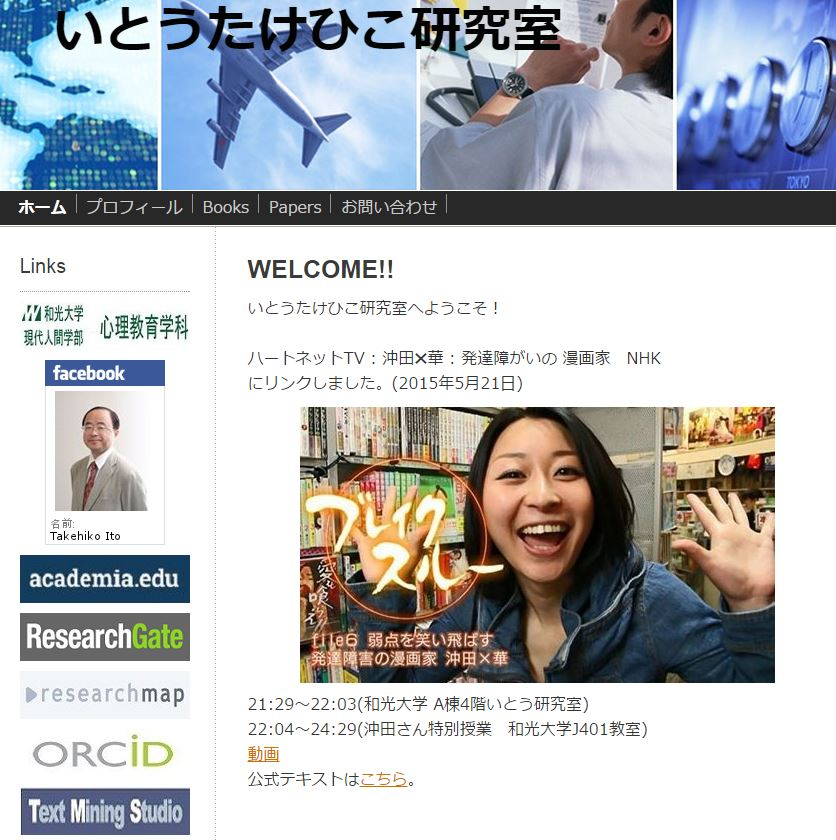 いとうたけひこ研究室
TOKYO
ホーム
プロフィール
Books
Papers
お問い合わせ
Links
和光大学
現代人間学部
心理教育学科
facebook
名前:
Takehiko Ito
academia.edu
ResearchGate
researchmap
ORCID
Text Mining Studio
WELCOME!!
いとうたけひこ研究室へようこそ！
ハートネットTV：沖田✕華：発達障がいの 漫画家　NHK
にリンクしました。(2015年5月21日)
ブレイク
スルー
file6 弱点を笑い飛ばす
発達障害の漫画家 沖田✕華
21:29～22:03(和光大学 A棟4階いとう研究室)
22:04～24:29(沖田さん特別授業　和光大学J401教室)
動画
公式テキストはこちら。